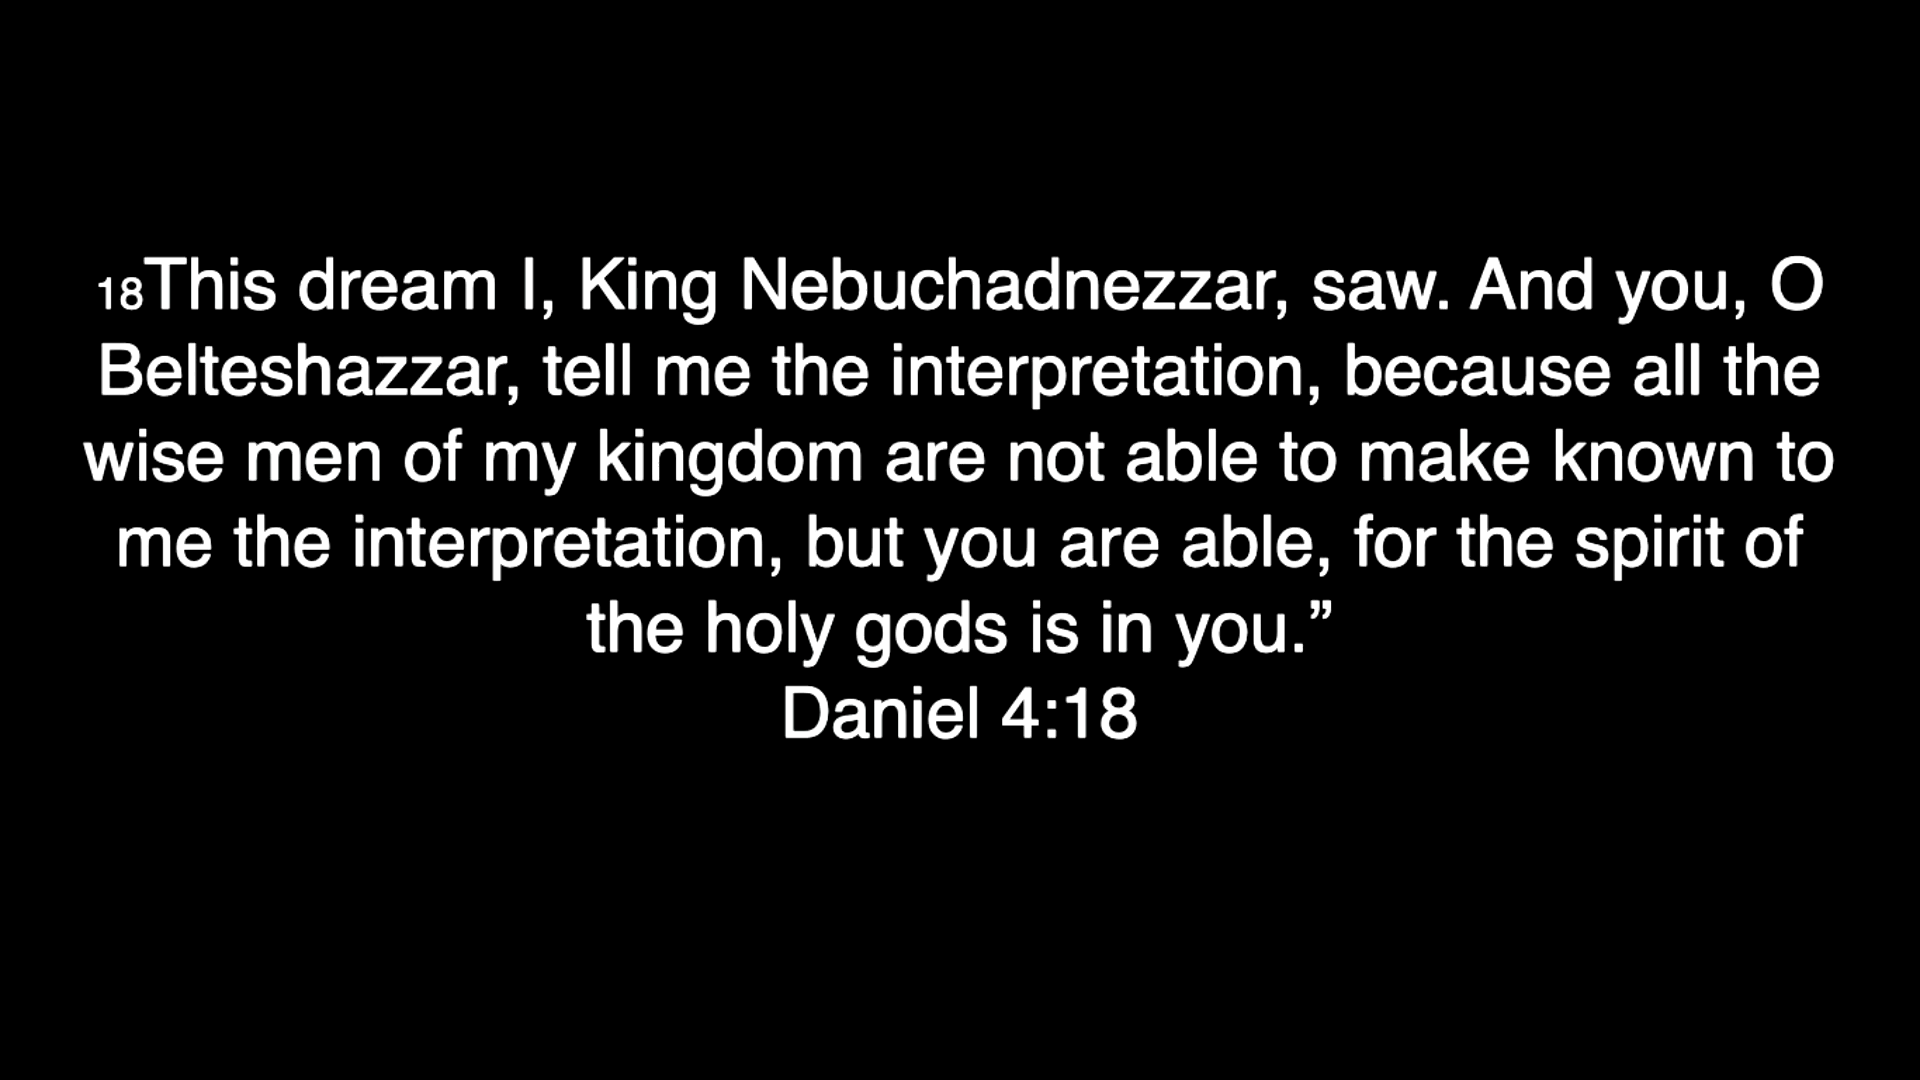 18This dream I, King Nebuchadnezzar, saw. And you, O
Belteshazzar, tell me the interpretation, because all the
wise men of my kingdom are not able to make known to
me the interpretation, but you are able, for the spirit of
the holy gods is in you.”
Daniel 4:18